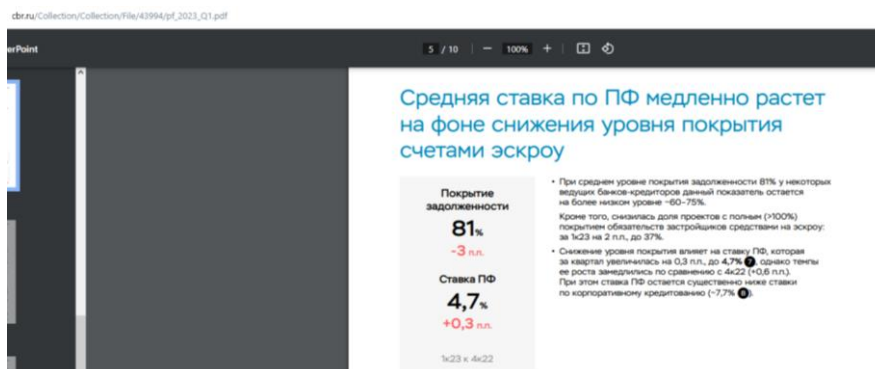 cbr.ru/Collection/Collection/File/43994/pf_2023_Q1.pdf
erPoint
5 / 10 | − 100% +
Средняя ставка по ПФ медленно растет
на фоне снижения уровня покрытия
счетами эскроу
Покрытие
задолженности
81%
-3 п.п.
Ставка ПФ
4,7%
+0,3 п.п.
1к23 к 4к22
• При среднем уровне покрытия задолженности 81% у некоторых
ведущих банков-кредиторов данный показатель остается
на более низком уровне ~60-75%.
Кроме того, снизилась доля проектов с полным (>100%)
покрытием обязательств застройщиков средствами на эскроу:
за 1к23 на 2 п.п., до 37%.
• Снижение уровня покрытия влияет на ставку ПФ, которая
за квартал увеличилась на 0,3 п.п., до 4,7% 7, однако темпы
ее роста замедлились по сравнению с 4к22 (+0,6 п.п.).
При этом ставка ПФ остается существенно ниже ставки
по корпоративному кредитованию (~7,7% 8).